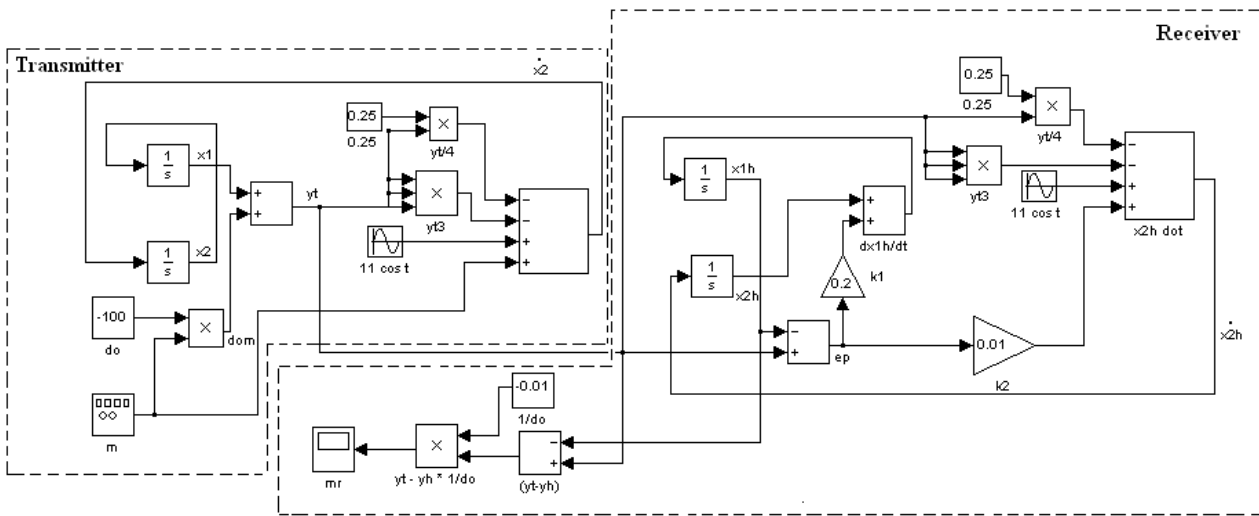 Transmitter
ẋ2
0.25
0.25
×
yt/4
1
s
x1
+
+
yt
×
yt3
11 cos t
−
−
+
+
1
s
x2
-100
do
×
dom
m
Receiver
0.25
0.25
×
yt/4
1
s
x1h
×
yt3
11 cos t
−
−
+
+
x2h dot
+
+
dx1h/dt
1
s
x2h
0.2
k1
−
+
ep
0.01
k2
ẋ2h
-0.01
1/do
mr
×
yt - yh * 1/do
−
+
(yt-yh)